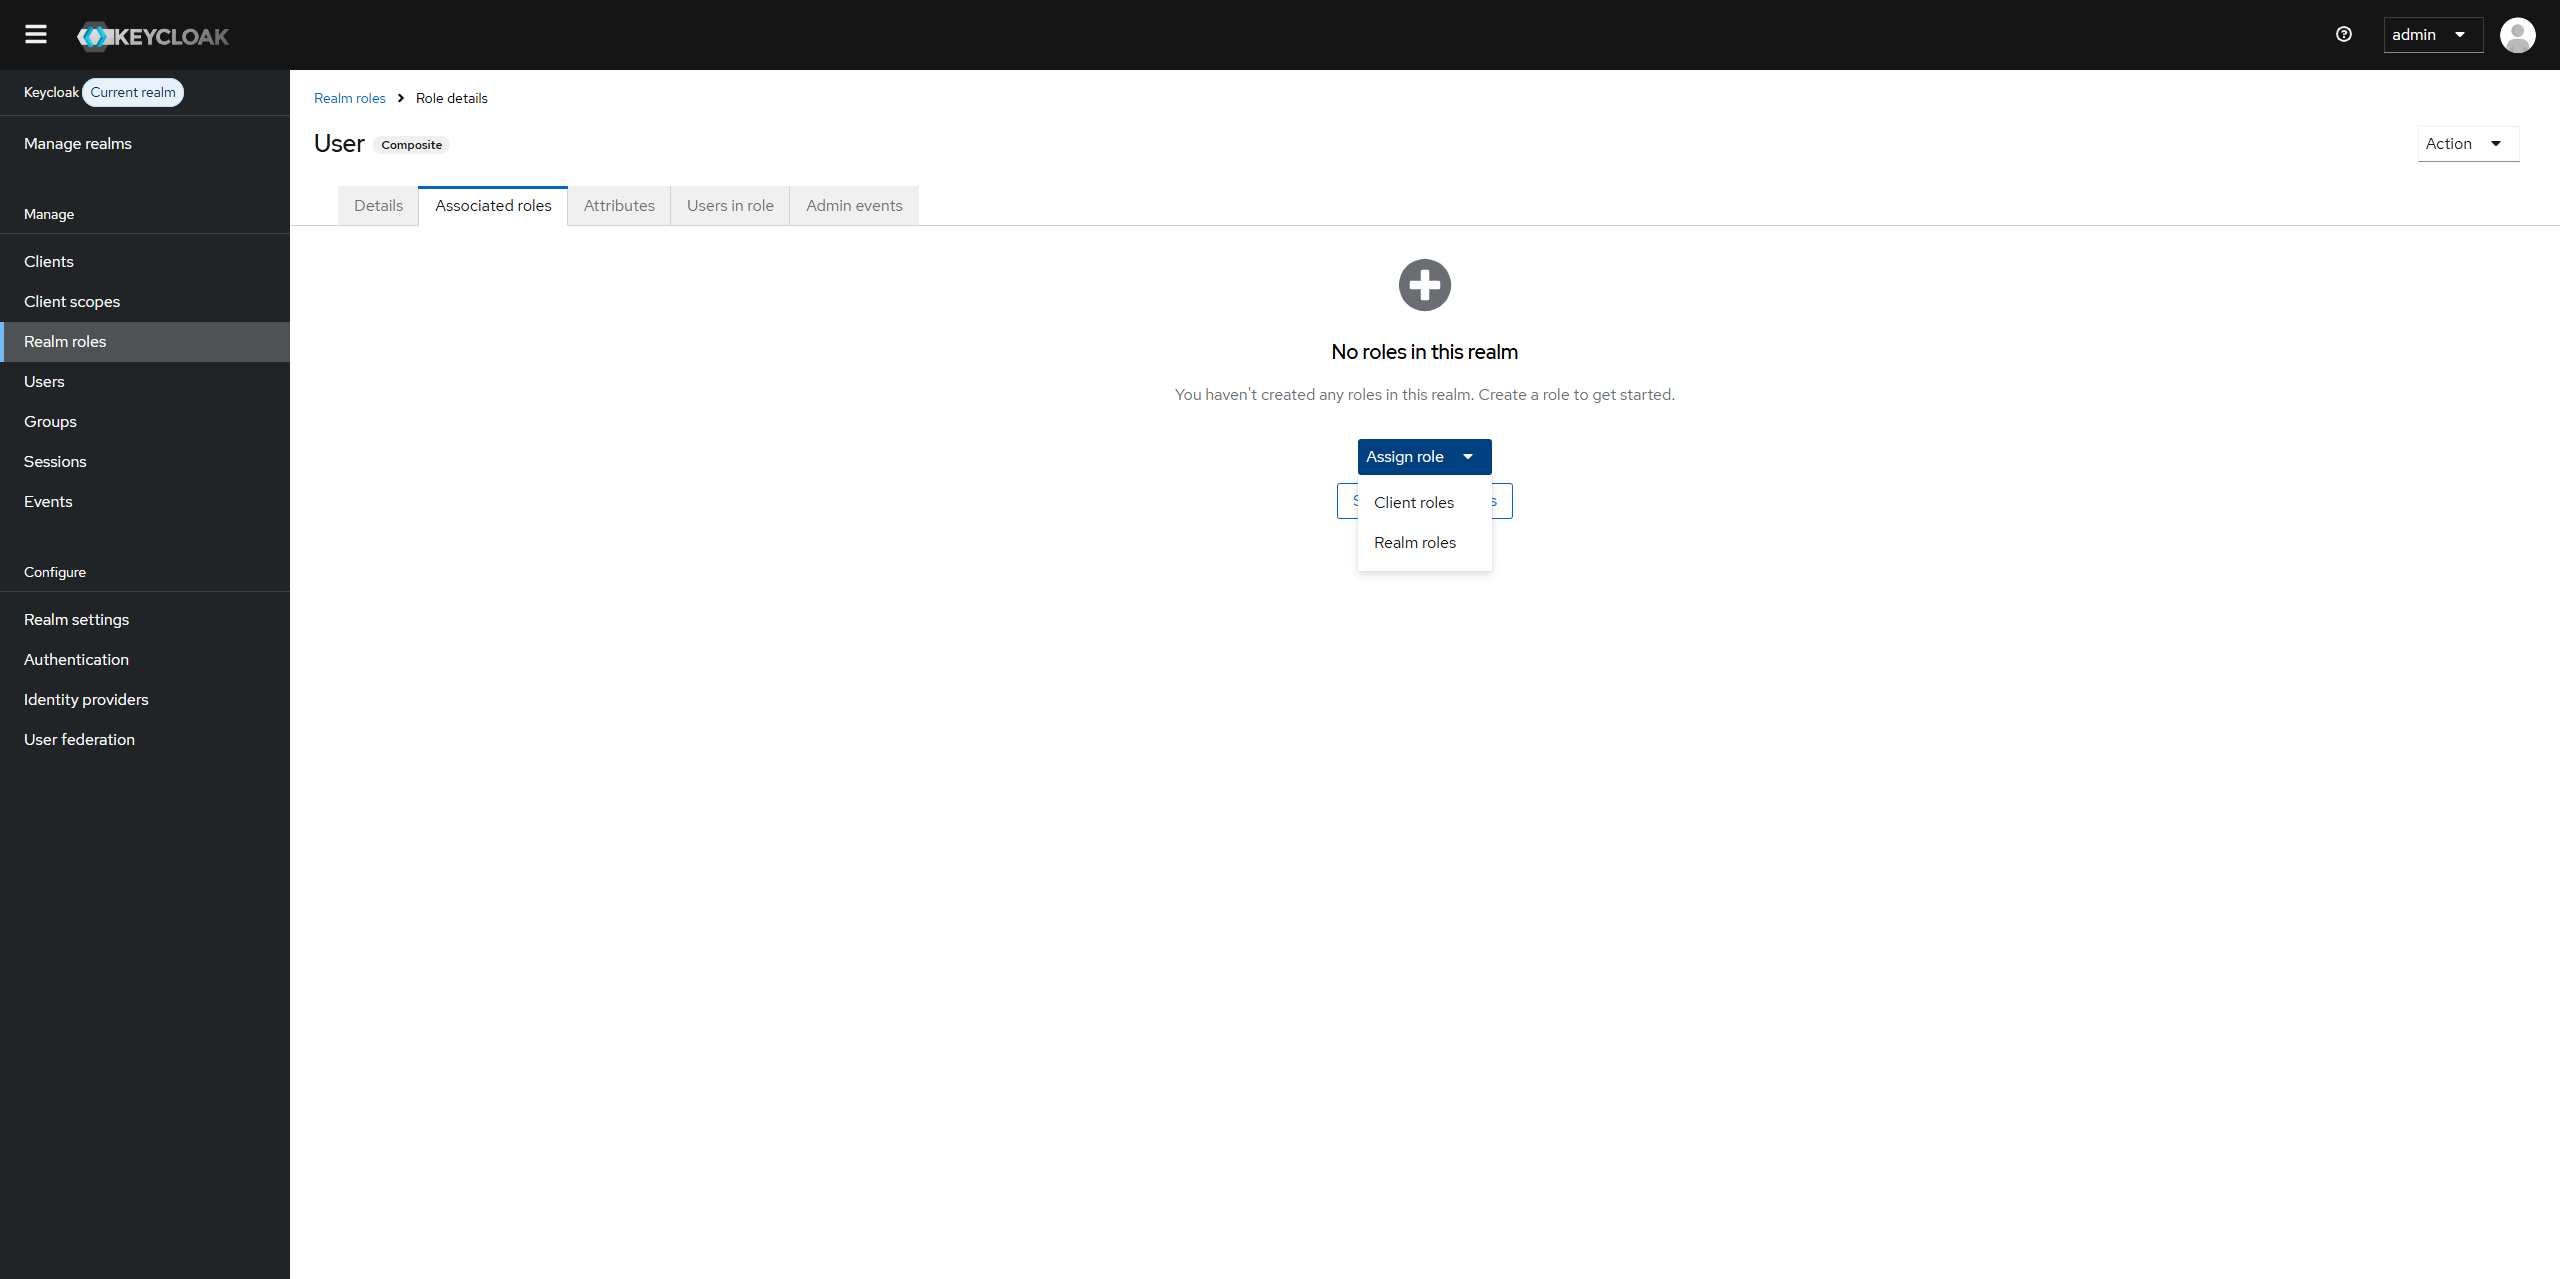 KEYCLOAK
admin
Keycloak Current realm
Manage realms
Manage
Clients
Client scopes
Realm roles
Users
Groups
Sessions
Events
Configure
Realm settings
Authentication
Identity providers
User federation
Realm roles Role details
User Composite
Action
Details Associated roles Attributes Users in role Admin events
No roles in this realm
You haven't created any roles in this realm. Create a role to get started.
Assign role
Client roles
Realm roles